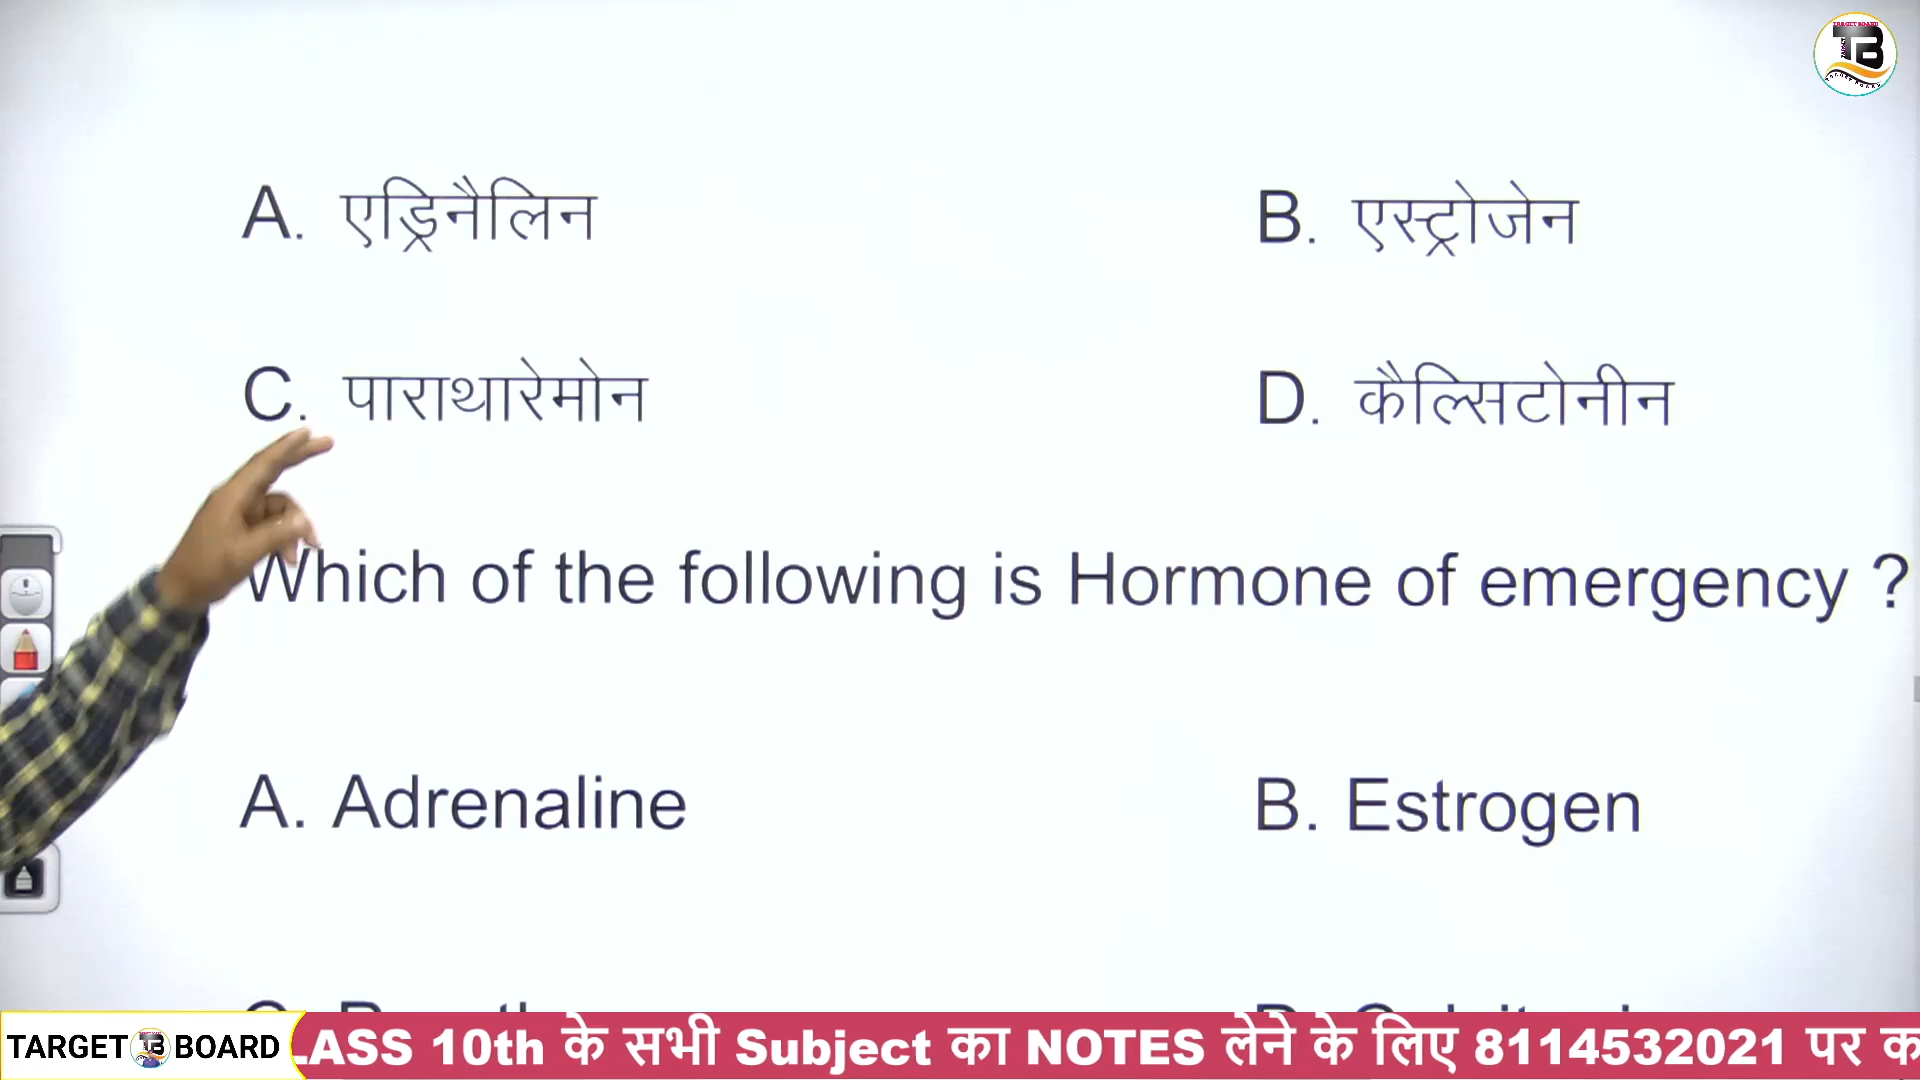 A. एड्रिनैलिन
B. एस्ट्रोजेन
C. पाराथारेमोन
D. कैल्सिटोनीन
Which of the following is Hormone of emergency ?
A. Adrenaline
B. Estrogen
TARGET BOARD
LASS 10th के सभी Subject का NOTES लेने के लिए 8114532021 पर